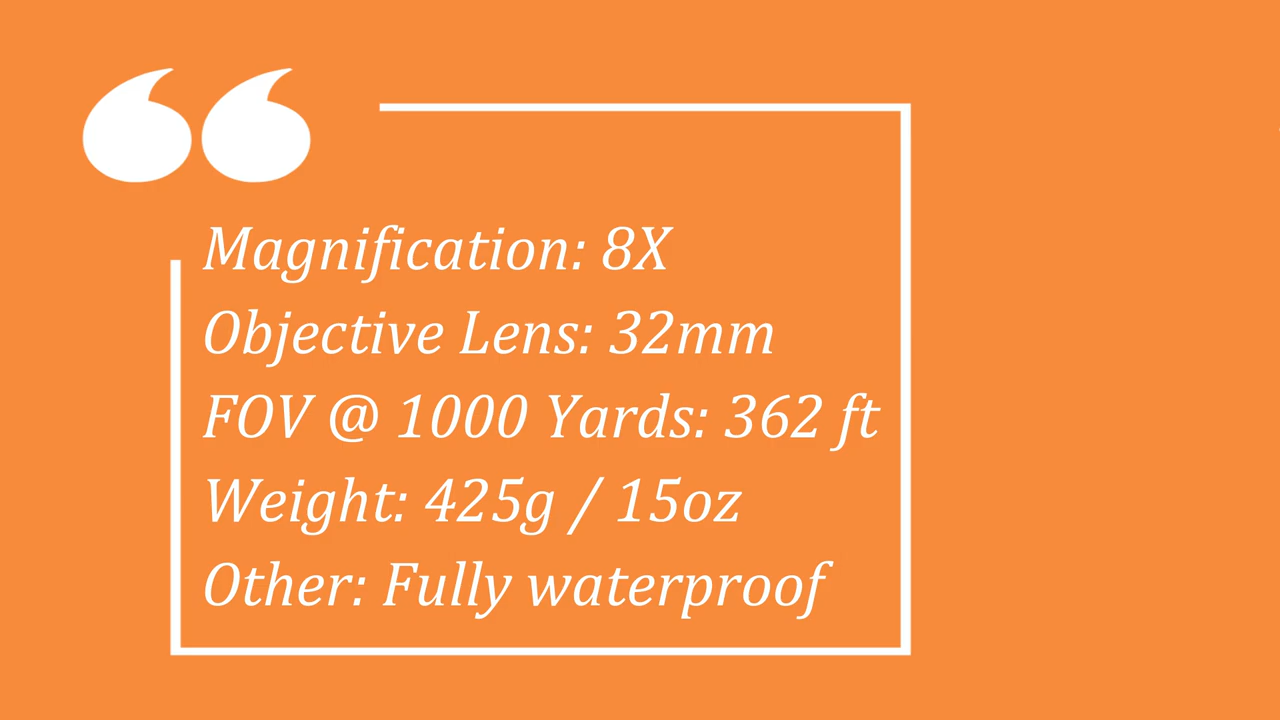 Magnification: 8X
Objective Lens: 32mm
FOV @ 1000 Yards: 362 ft
Weight: 425g / 15oz
Other: Fully waterproof